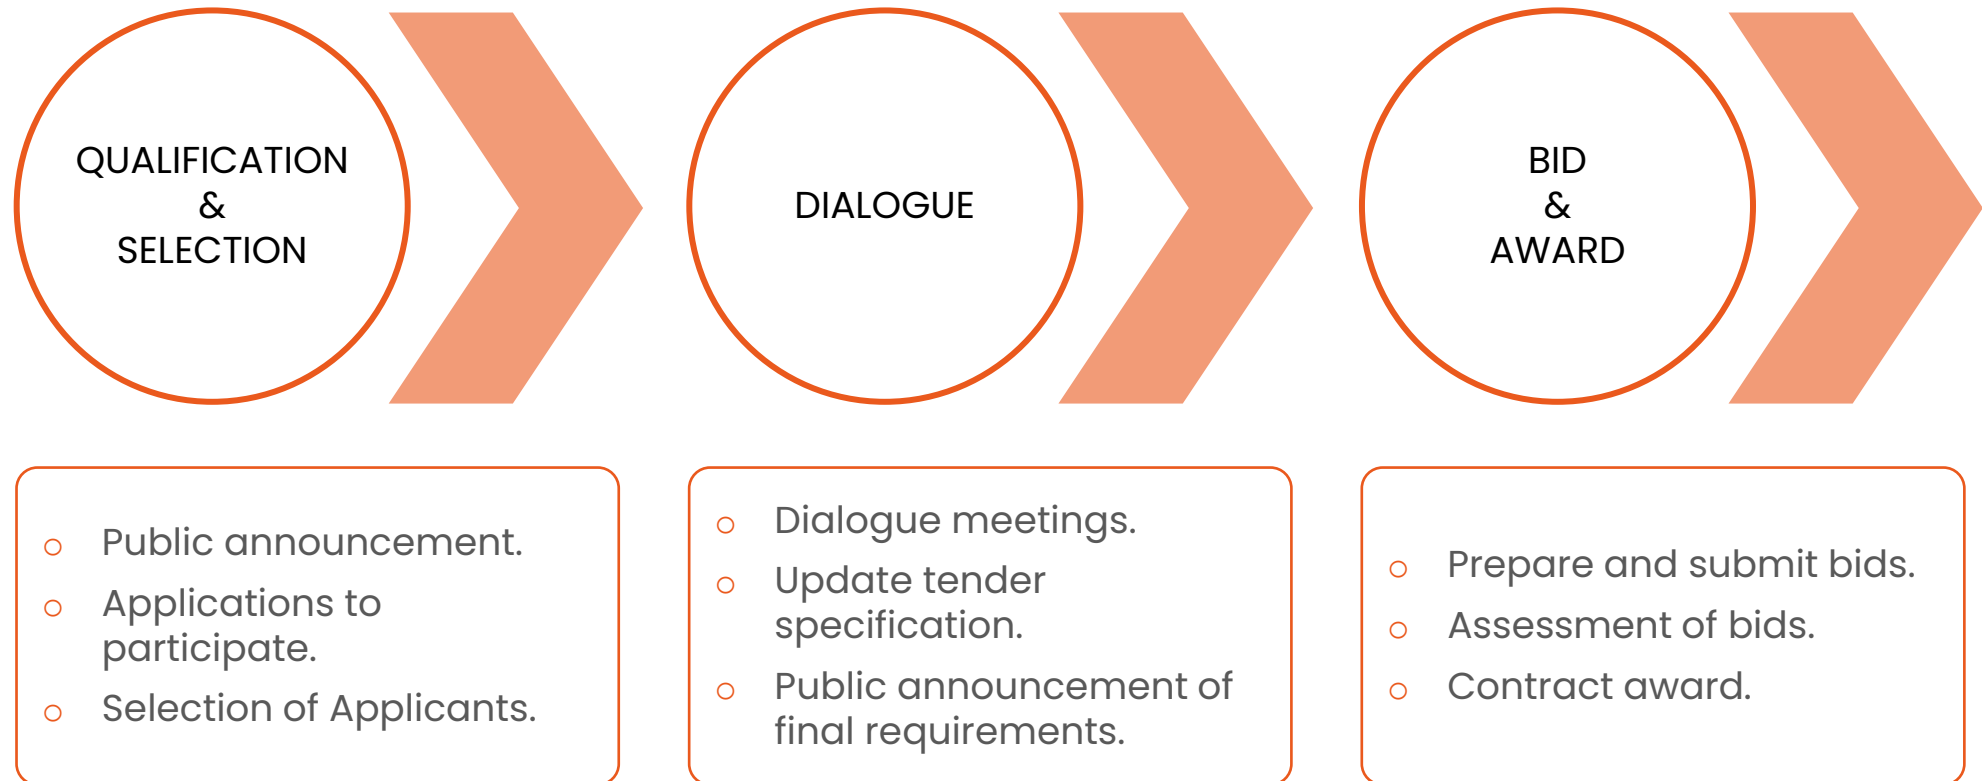 QUALIFICATION
&
SELECTION
DIALOGUE
BID
&
AWARD
Public announcement.
Applications to
participate.
Selection of Applicants.
Dialogue meetings.
Update tender
specification.
Public announcement of
final requirements.
Prepare and submit bids.
Assessment of bids.
Contract award.